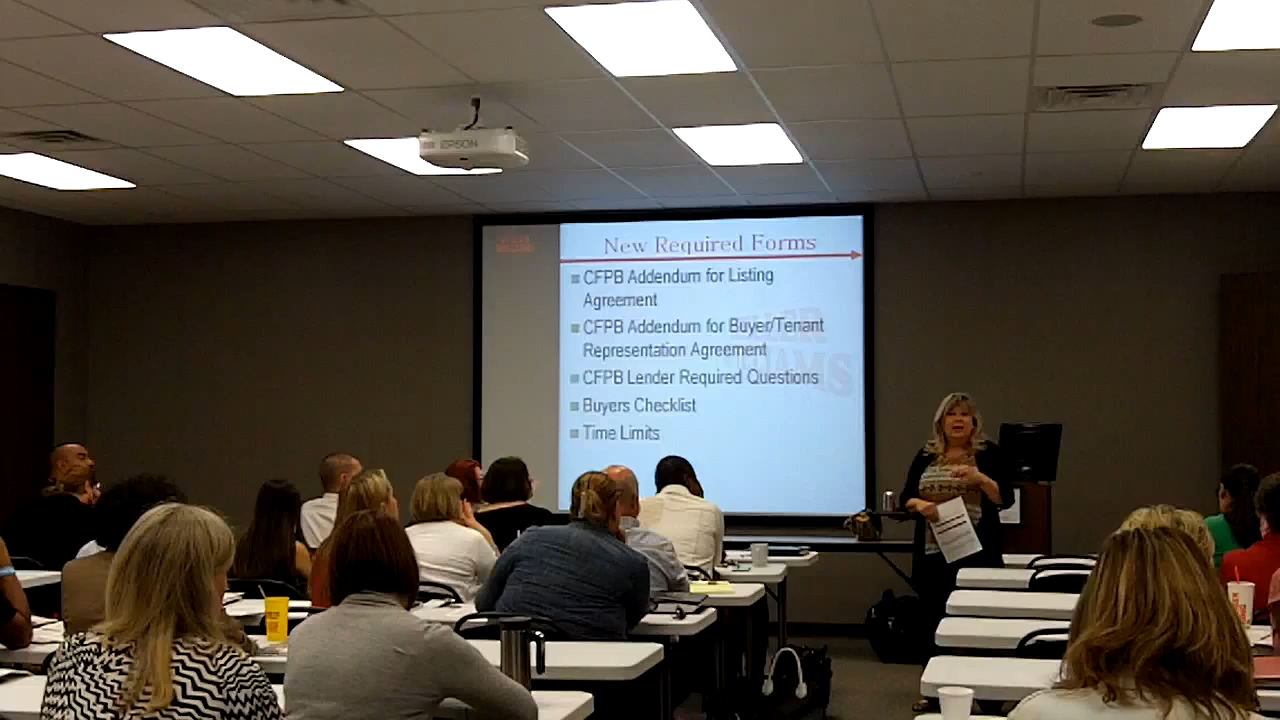 EPSON
New Required Forms
CFPB Addendum for Listing
Agreement
CFPB Addendum for Buyer/Tenant
Representation Agreement
CFPB Lender Required Questions
Buyers Checklist
Time Limits